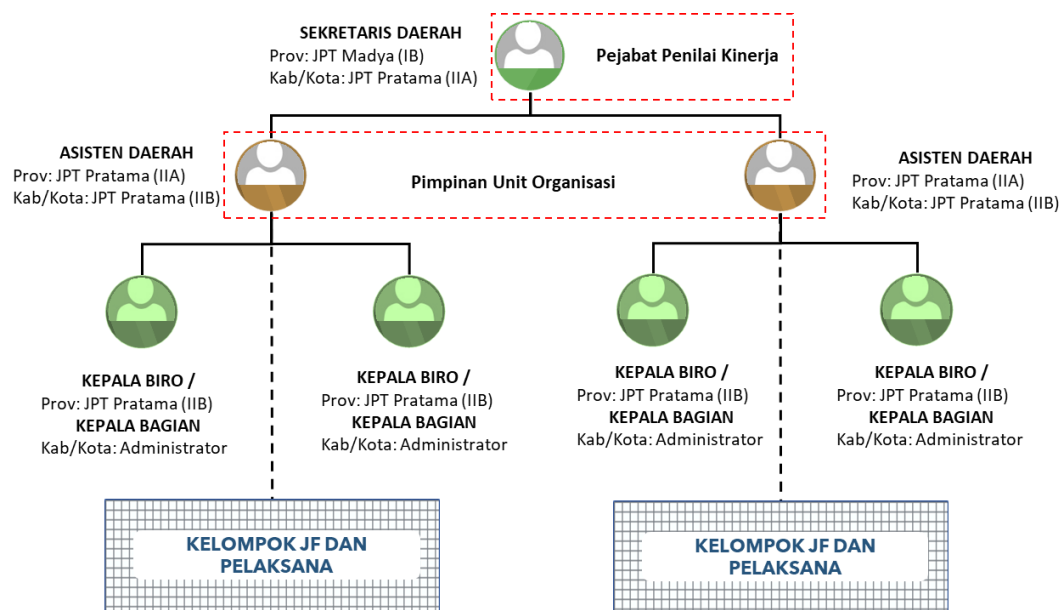 SEKRETARIS DAERAH
Prov: JPT Madya (IB)
Kab/Kota: JPT Pratama (IIA)
Pejabat Penilai Kinerja
ASISTEN DAERAH
Prov: JPT Pratama (IIA)
Kab/Kota: JPT Pratama (IIB)
Pimpinan Unit Organisasi
ASISTEN DAERAH
Prov: JPT Pratama (IIA)
Kab/Kota: JPT Pratama (IIB)
KEPALA BIRO /
Prov: JPT Pratama (IIB)
KEPALA BAGIAN
Kab/Kota: Administrator
KEPALA BIRO /
Prov: JPT Pratama (IIB)
KEPALA BAGIAN
Kab/Kota: Administrator
KEPALA BIRO /
Prov: JPT Pratama (IIB)
KEPALA BAGIAN
Kab/Kota: Administrator
KEPALA BIRO /
Prov: JPT Pratama (IIB)
KEPALA BAGIAN
Kab/Kota: Administrator
KELOMPOK JF DAN
PELAKSANA
KELOMPOK JF DAN
PELAKSANA